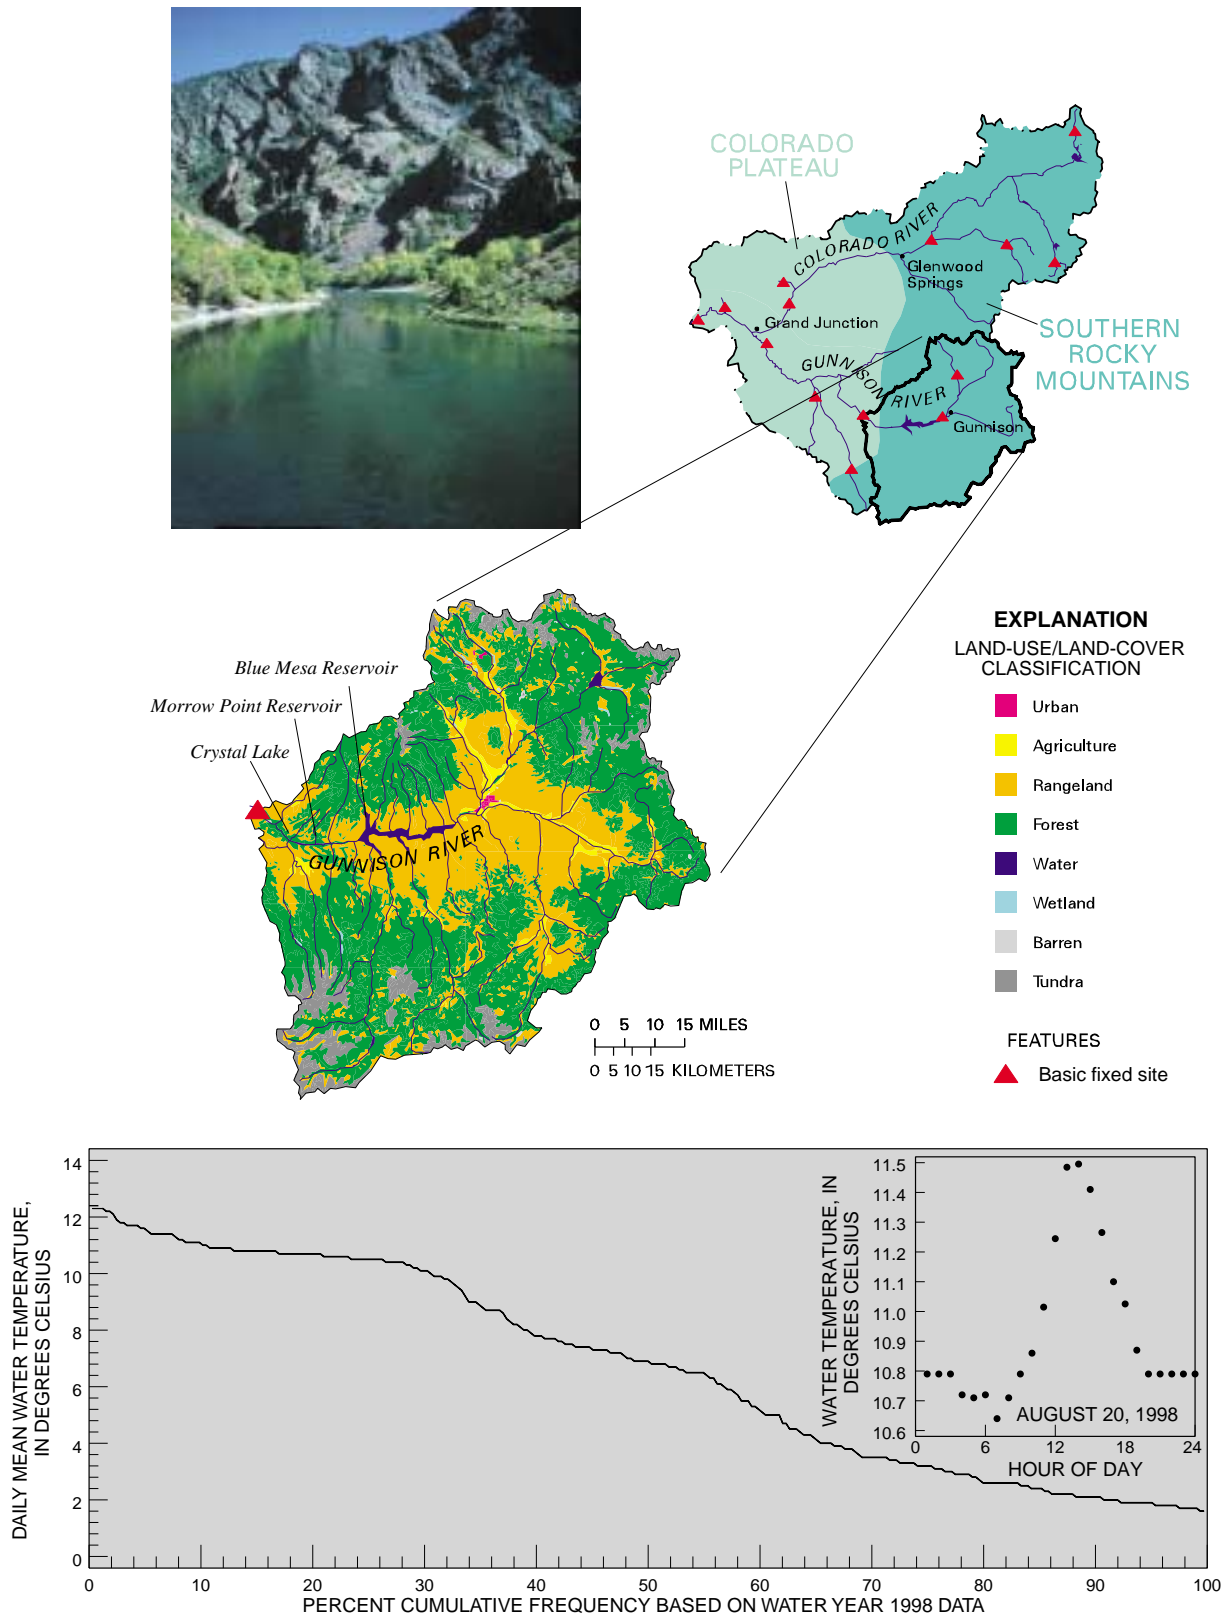 COLORADO
PLATEAU
COLORADO RIVER
Glenwood
Springs
Grand Junction
SOUTHERN
ROCKY
MOUNTAINS
GUNNISON RIVER
Gunnison
EXPLANATION
LAND-USE/LAND-COVER
CLASSIFICATION
Urban
Agriculture
Rangeland
Forest
Water
Wetland
Barren
Tundra
FEATURES
Basic fixed site
Blue Mesa Reservoir
Morrow Point Reservoir
Crystal Lake
GUNNISON RIVER
0 5 10 15 MILES
0 5 10 15 KILOMETERS
DAILY MEAN WATER TEMPERATURE,
IN DEGREES CELSIUS
14
12
10
8
6
4
2
0
0 10 20 30 40 50 60 70 80 90 100
PERCENT CUMULATIVE FREQUENCY BASED ON WATER YEAR 1998 DATA
WATER TEMPERATURE, IN
DEGREES CELSIUS
11.5
11.4
11.3
11.2
11.1
11.0
10.9
10.8
10.7
10.6
AUGUST 20, 1998
0 6 12 18 24
HOUR OF DAY